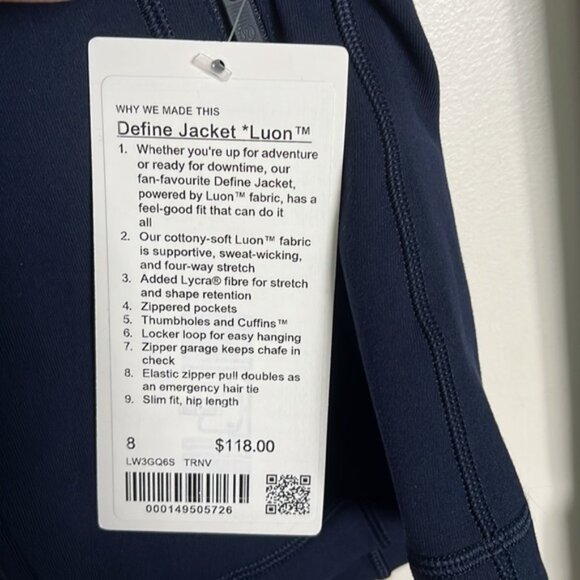 WHY WE MADE THIS
Define Jacket *Luon™
1. Whether you're up for adventure
or ready for downtime, our
fan-favourite Define Jacket,
powered by Luon™ fabric, has a
feel-good fit that can do it
all
2. Our cottony-soft Luon™ fabric
is supportive, sweat-wicking,
and four-way stretch
3. Added Lycra® fibre for stretch
and shape retention
4. Zippered pockets
5. Thumbholes and Cuffins™
6. Locker loop for easy hanging
7. Zipper garage keeps chafe in
check
8. Elastic zipper pull doubles as
an emergency hair tie
9. Slim fit, hip length
8 $118.00
LW3GQ6S TRNV
000149505726